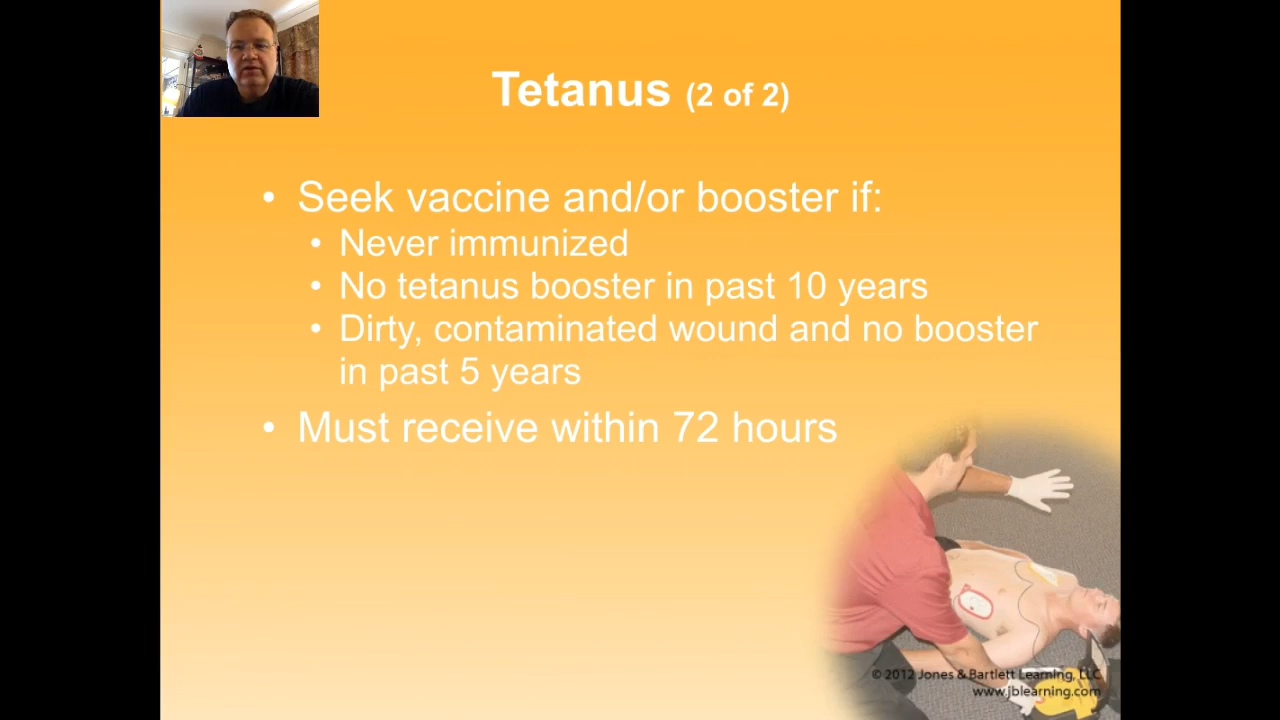 Tetanus (2 of 2)
• Seek vaccine and/or booster if:
• Never immunized
• No tetanus booster in past 10 years
• Dirty, contaminated wound and no booster
in past 5 years
• Must receive within 72 hours
© 2012 Jones & Bartlett Learning, LLC
www.jblearning.com